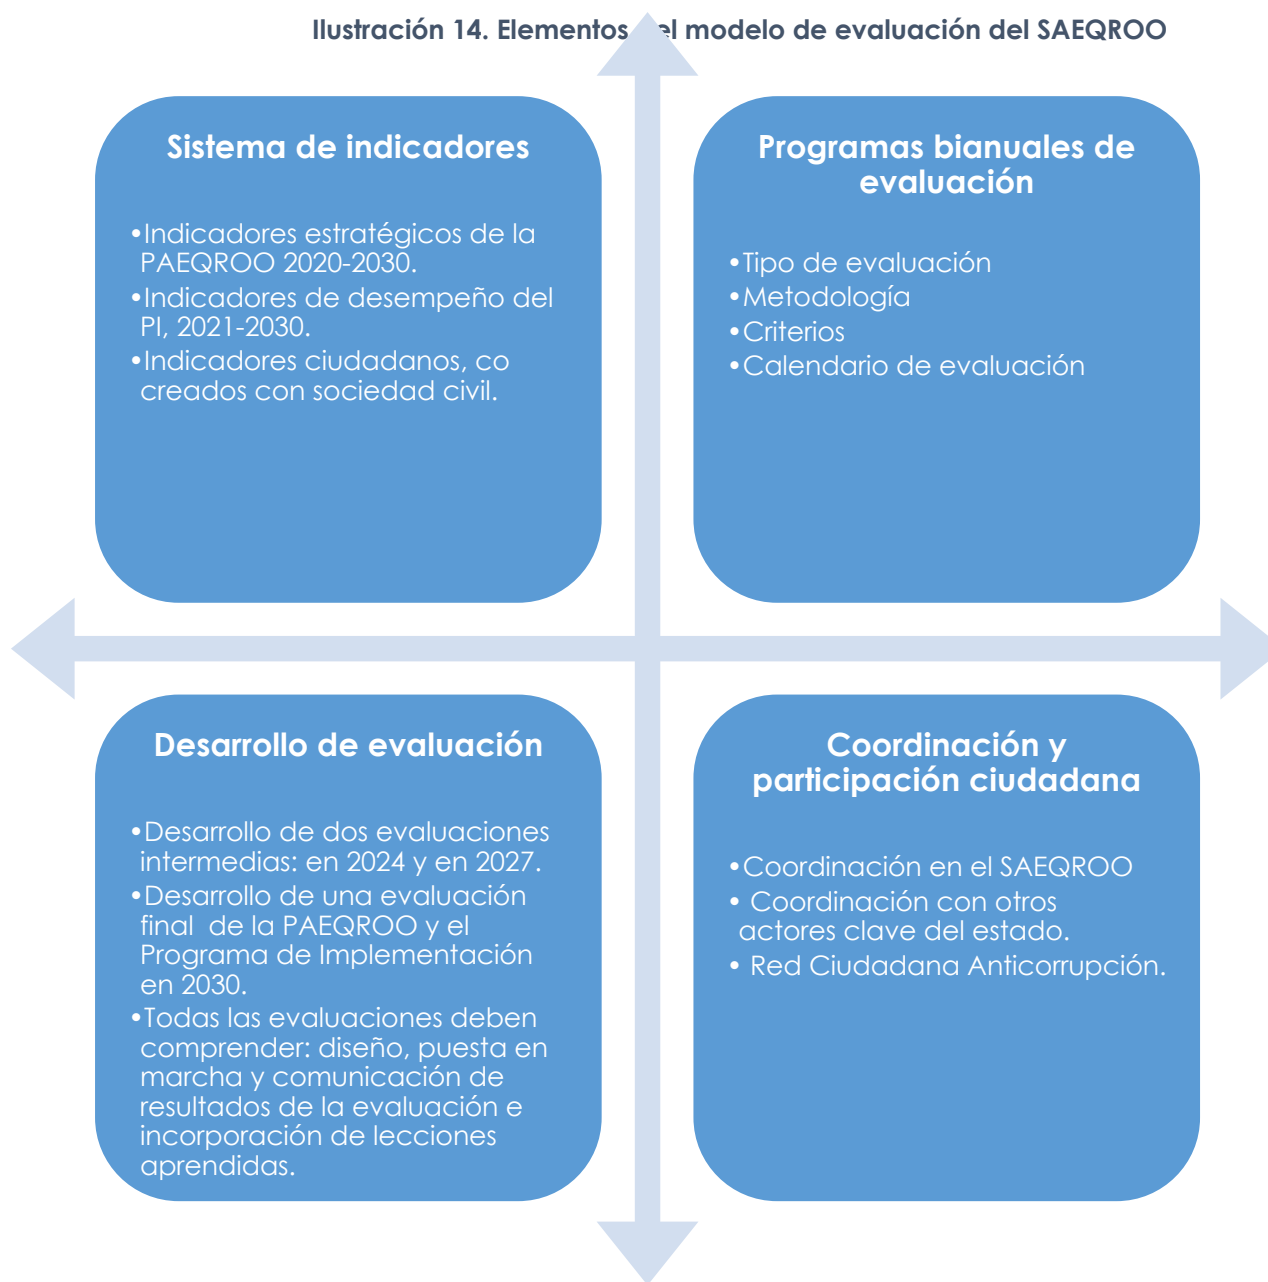 Ilustración 14. Elementos el modelo de evaluación del SAEQROO
Sistema de indicadores
•Indicadores estratégicos de la
PAEQROO 2020-2030.
•Indicadores de desempeño del
PI, 2021-2030.
•Indicadores ciudadanos, co
creados con sociedad civil.
Programas bianuales de
evaluación
•Tipo de evaluación
•Metodología
•Criterios
•Calendario de evaluación
Desarrollo de evaluación
•Desarrollo de dos evaluaciones
intermedias: en 2024 y en 2027.
•Desarrollo de una evaluación
final de la PAEQROO y el
Programa de Implementación
en 2030.
•Todas las evaluaciones deben
comprender: diseño, puesta en
marcha y comunicación de
resultados de la evaluación e
incorporación de lecciones
aprendidas.
Coordinación y
participación ciudadana
•Coordinación en el SAEQROO
• Coordinación con otros
actores clave del estado.
• Red Ciudadana Anticorrupción.